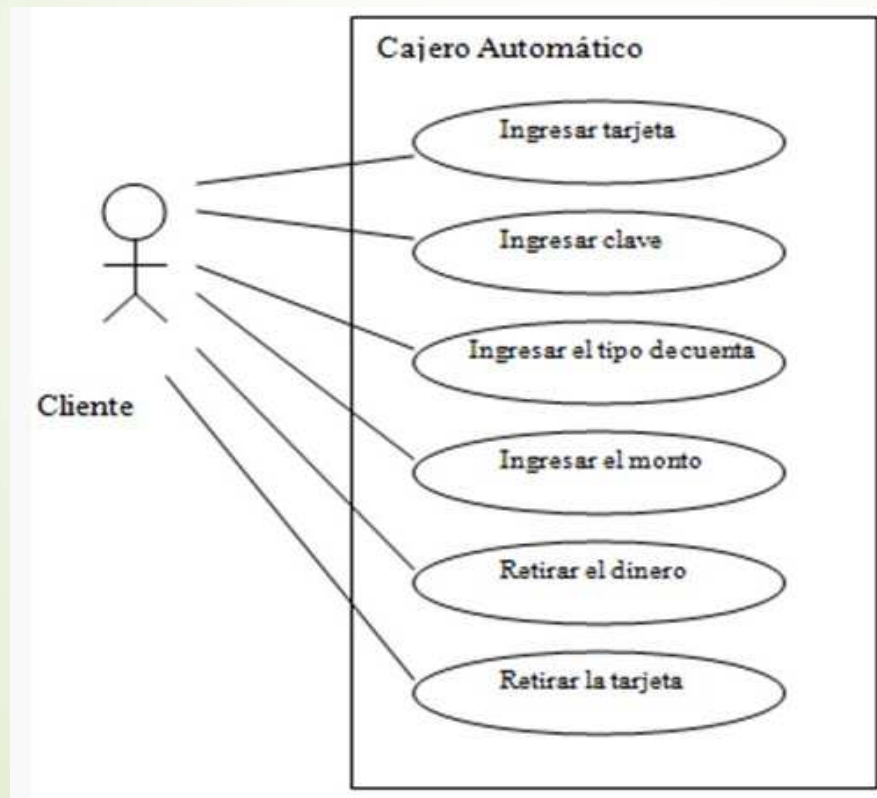 Cajero Automático
Ingresar tarjeta
Ingresar clave
Ingresar el tipo de cuenta
Cliente
Ingresar el monto
Retirar el dinero
Retirar la tarjeta